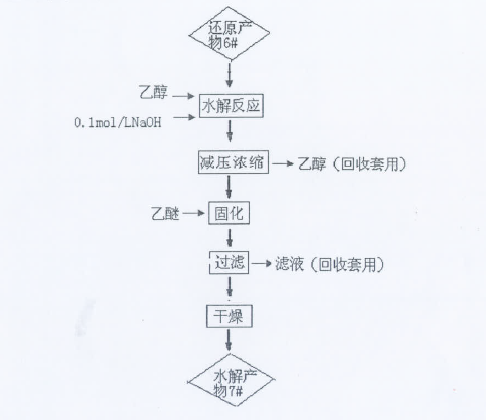 还原产
物6#
乙醇
水解反应
0.1mol/LNaOH
减压浓缩
乙醇（回收套用）
乙醚
固化
过滤
滤液（回收套用）
干燥
水解产
物7#